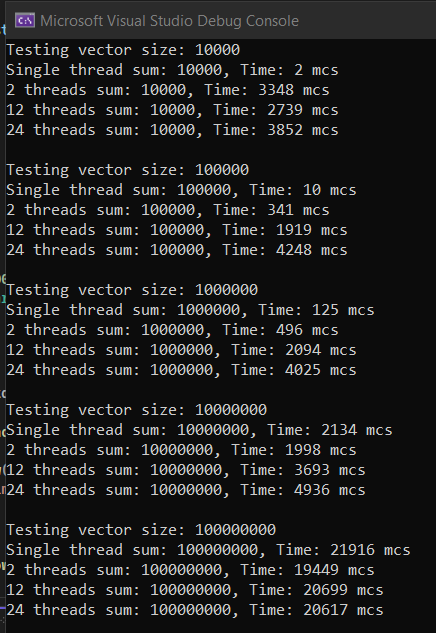 Microsoft Visual Studio Debug Console
Testing vector size: 10000
Single thread sum: 10000, Time: 2 mcs
2 threads sum: 10000, Time: 3348 mcs
12 threads sum: 10000, Time: 2739 mcs
24 threads sum: 10000, Time: 3852 mcs
Testing vector size: 100000
Single thread sum: 100000, Time: 10 mcs
2 threads sum: 100000, Time: 341 mcs
12 threads sum: 100000, Time: 1919 mcs
24 threads sum: 100000, Time: 4248 mcs
Testing vector size: 1000000
Single thread sum: 1000000, Time: 125 mcs
2 threads sum: 1000000, Time: 496 mcs
12 threads sum: 1000000, Time: 2094 mcs
24 threads sum: 1000000, Time: 4025 mcs
Testing vector size: 10000000
Single thread sum: 10000000, Time: 2134 mcs
2 threads sum: 10000000, Time: 1998 mcs
12 threads sum: 10000000, Time: 3693 mcs
24 threads sum: 10000000, Time: 4936 mcs
Testing vector size: 100000000
Single thread sum: 100000000, Time: 21916 mcs
2 threads sum: 100000000, Time: 19449 mcs
12 threads sum: 100000000, Time: 20699 mcs
24 threads sum: 100000000, Time: 20617 mcs